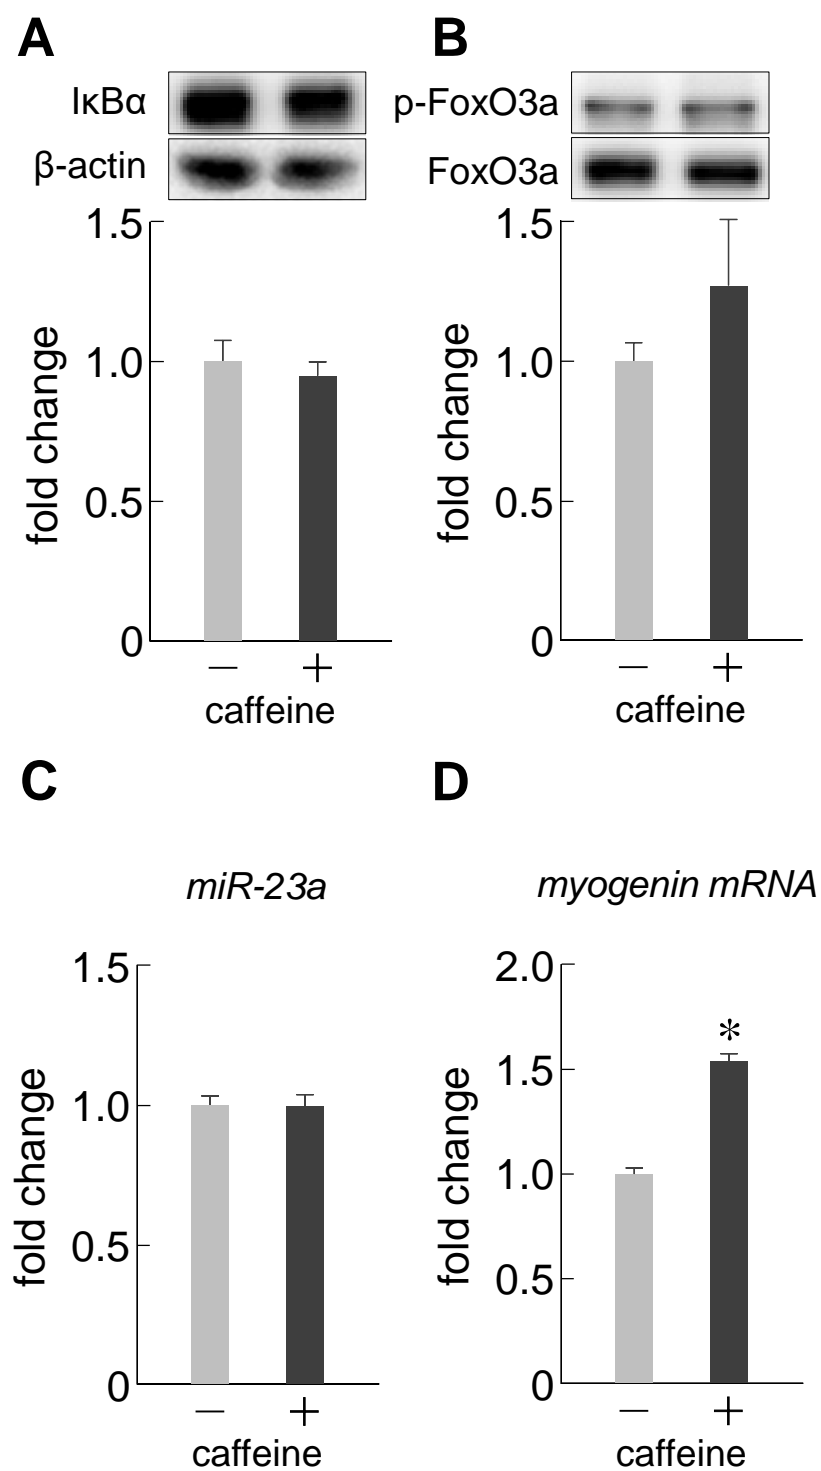 A
IκBα
β-actin
1.5
1.0
0.5
0
fold change
− +
caffeine
B
p-FoxO3a
FoxO3a
1.5
1.0
0.5
0
fold change
− +
caffeine
C
miR-23a
1.5
1.0
0.5
0
fold change
− +
caffeine
D
myogenin mRNA
2.0
1.5
1.0
0.5
0
fold change
*
− +
caffeine